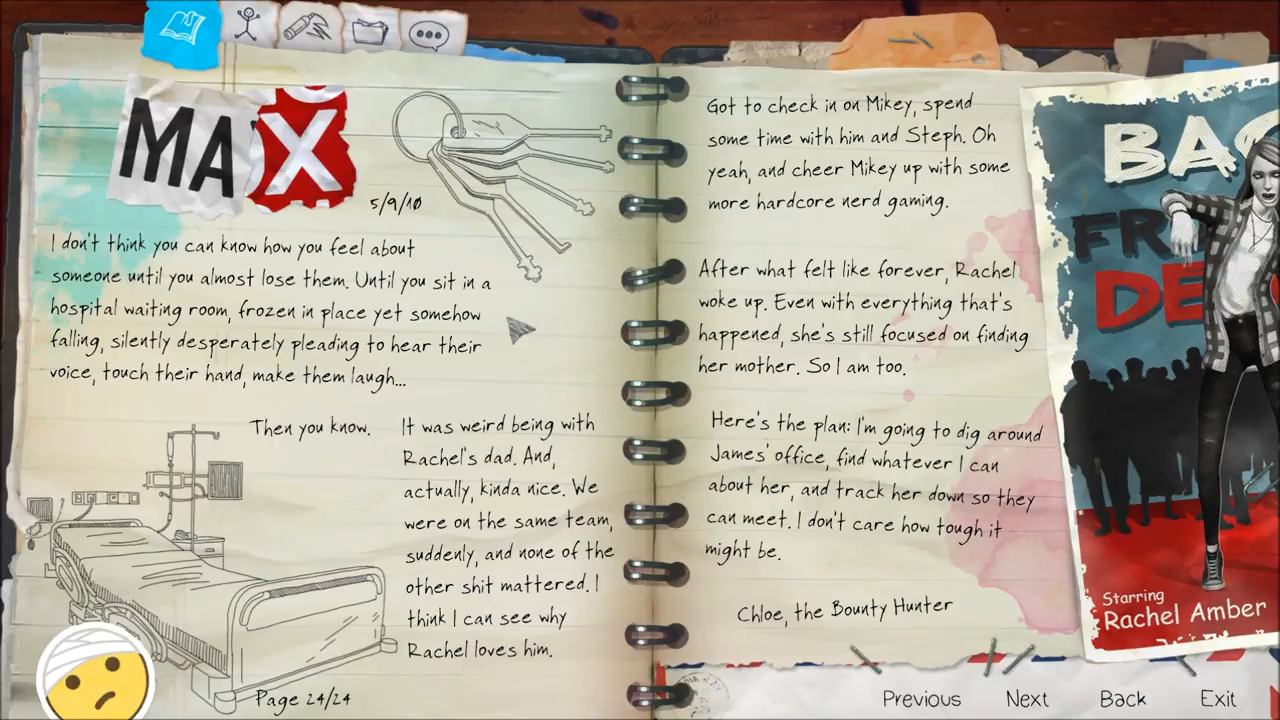 MAX
5/9/10
I don't think you can know how you feel about
someone until you almost lose them. Until you sit in a
hospital waiting room, frozen in place yet somehow
falling, silently desperately pleading to hear their
voice, touch their hand, make them laugh...
Then you know.
It was weird being with
Rachel's dad. And,
actually, kinda nice. We
were on the same team,
suddenly, and none of the
other shit mattered. I
think I can see why
Rachel loves him.
Page 24/24
Got to check in on Mikey, spend
some time with him and Steph. Oh
yeah, and cheer Mikey up with some
more hardcore nerd gaming.
After what felt like forever, Rachel
woke up. Even with everything that's
happened, she's still focused on finding
her mother. So I am too.
Here's the plan: I'm going to dig around
James' office, find whatever I can
about her, and track her down so they
can meet. I don't care how tough it
might be.
Chloe, the Bounty Hunter
BAC
FR
DE
Starring
Rachel Amber
Previous Next Back Exit